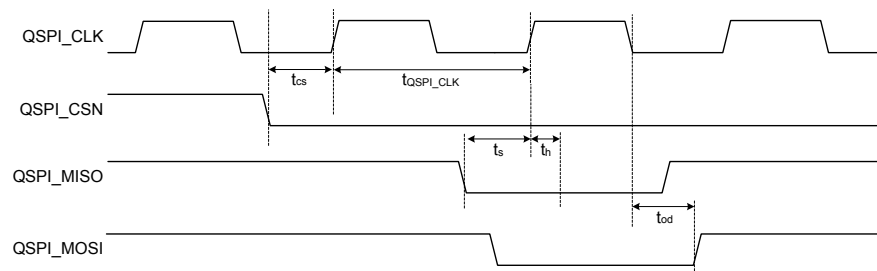 QSPI_CLK
tcs
tQSPI_CLK
QSPI_CSN
ts
th
QSPI_MISO
tod
QSPI_MOSI